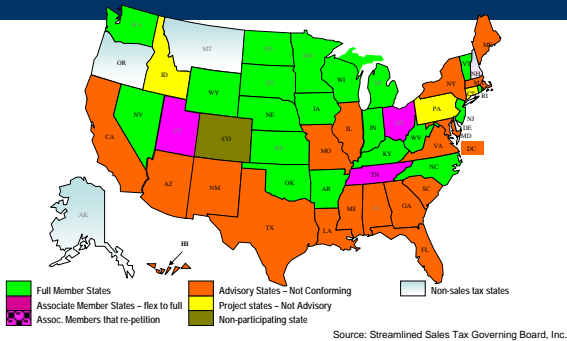 WA
MT
ME
OR
ID
WY
WI
VT
NH
NY
NV
NE
IA
PA
RI
CA
UT
CO
IL
IN
NJ
DE
MD
MO
KY
WV
VA
DC
AZ
NM
OK
AR
TN
NC
SC
MS
GA
TX
LA
FL
AK
HI
Full Member States
Advisory States – Not Conforming
Non-sales tax states
Associate Member States – flex to full
Project states – Not Advisory
Assoc. Members that re-petition
Non-participating state
Source: Streamlined Sales Tax Governing Board, Inc.